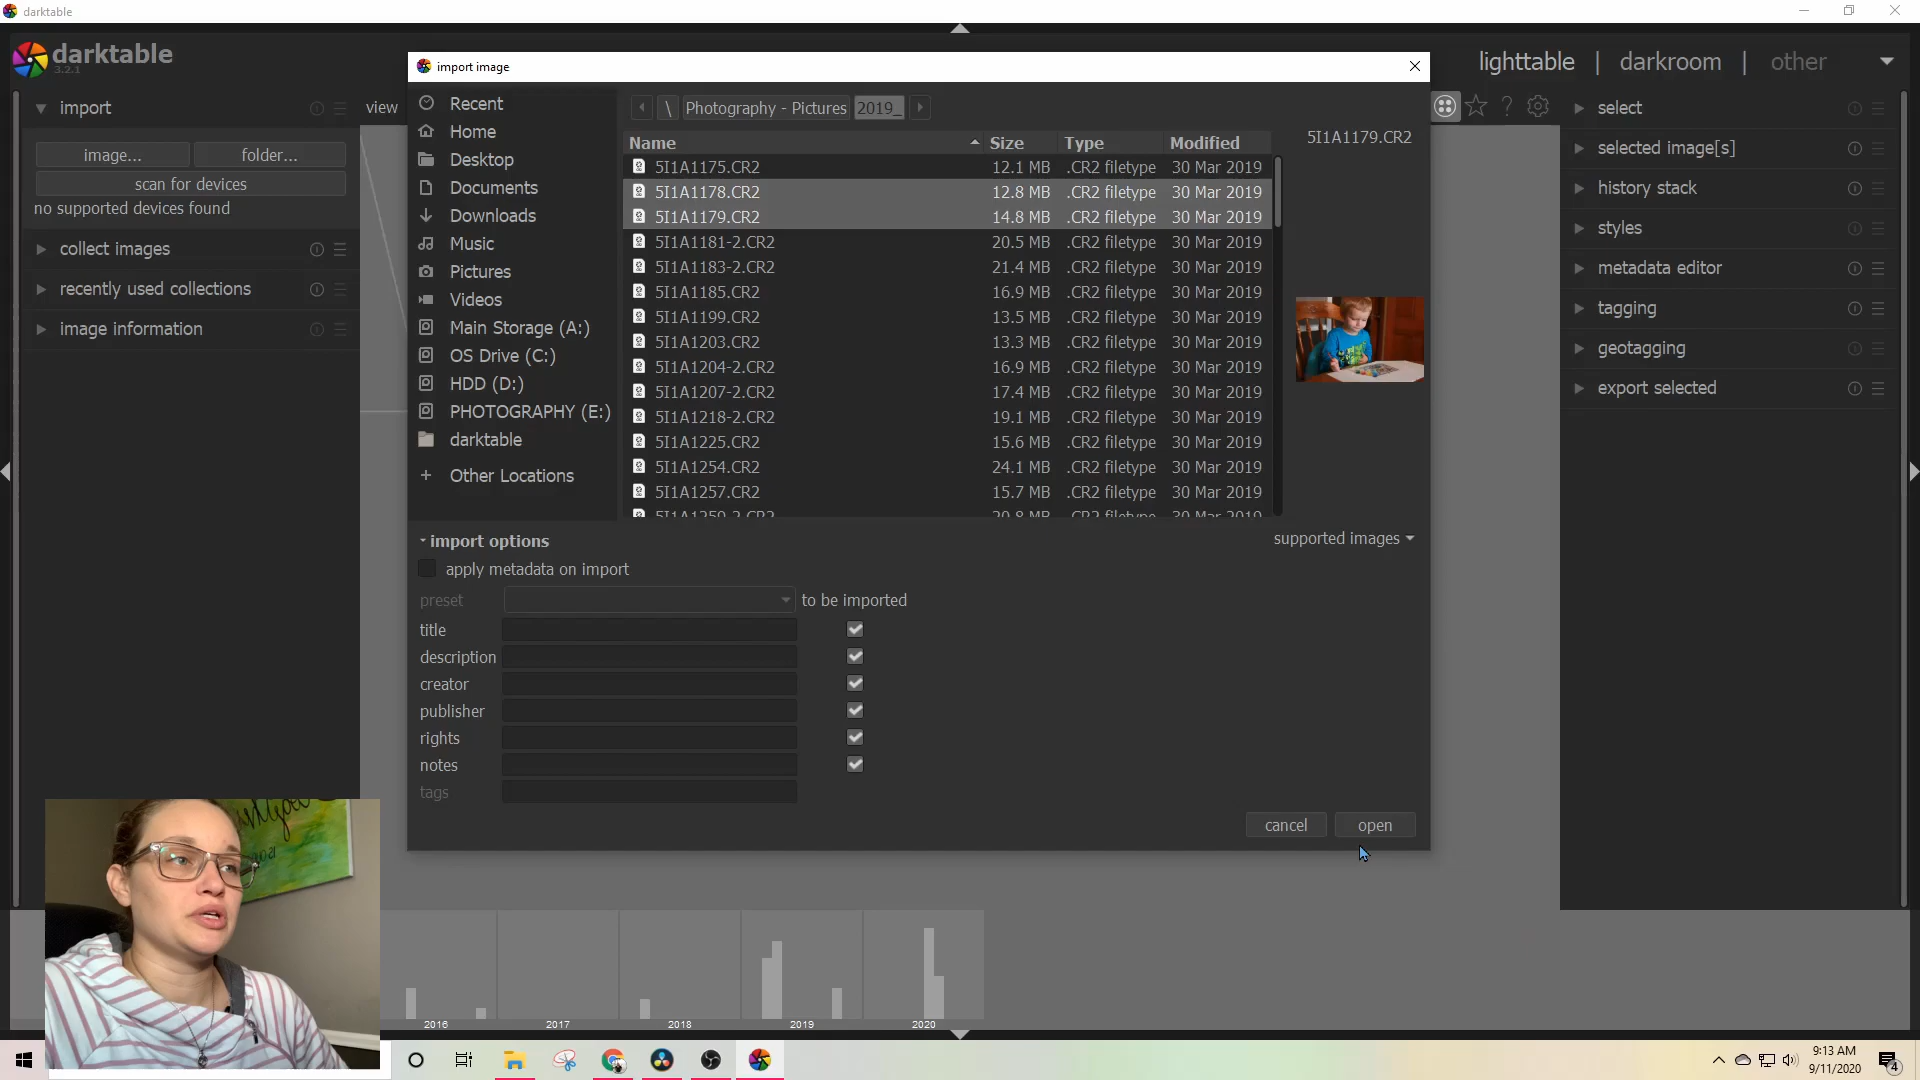 darktable
darktable
3.2.1
lighttable | darkroom | other
import
view
image...
folder...
scan for devices
no supported devices found
collect images
recently used collections
image information
import image
Recent
Home
Desktop
Documents
Downloads
Music
Pictures
Videos
Main Storage (A:)
OS Drive (C:)
HDD (D:)
PHOTOGRAPHY (E:)
darktable
Other Locations
\ Photography - Pictures 2019_
Name Size Type Modified
5I1A1175.CR2 12.1 MB .CR2 filetype 30 Mar 2019
5I1A1178.CR2 12.8 MB .CR2 filetype 30 Mar 2019
5I1A1179.CR2 14.8 MB .CR2 filetype 30 Mar 2019
5I1A1181-2.CR2 20.5 MB .CR2 filetype 30 Mar 2019
5I1A1183-2.CR2 21.4 MB .CR2 filetype 30 Mar 2019
5I1A1185.CR2 16.9 MB .CR2 filetype 30 Mar 2019
5I1A1199.CR2 13.5 MB .CR2 filetype 30 Mar 2019
5I1A1203.CR2 13.3 MB .CR2 filetype 30 Mar 2019
5I1A1204-2.CR2 16.9 MB .CR2 filetype 30 Mar 2019
5I1A1207-2.CR2 17.4 MB .CR2 filetype 30 Mar 2019
5I1A1218-2.CR2 19.1 MB .CR2 filetype 30 Mar 2019
5I1A1225.CR2 15.6 MB .CR2 filetype 30 Mar 2019
5I1A1254.CR2 24.1 MB .CR2 filetype 30 Mar 2019
5I1A1257.CR2 15.7 MB .CR2 filetype 30 Mar 2019
5I1A1179.CR2
import options
supported images
apply metadata on import
preset
to be imported
title
description
creator
publisher
rights
notes
tags
cancel
open
select
selected image[s]
history stack
styles
metadata editor
tagging
geotagging
export selected
2016 2017 2018 2019 2020
9:13 AM
9/11/2020
4